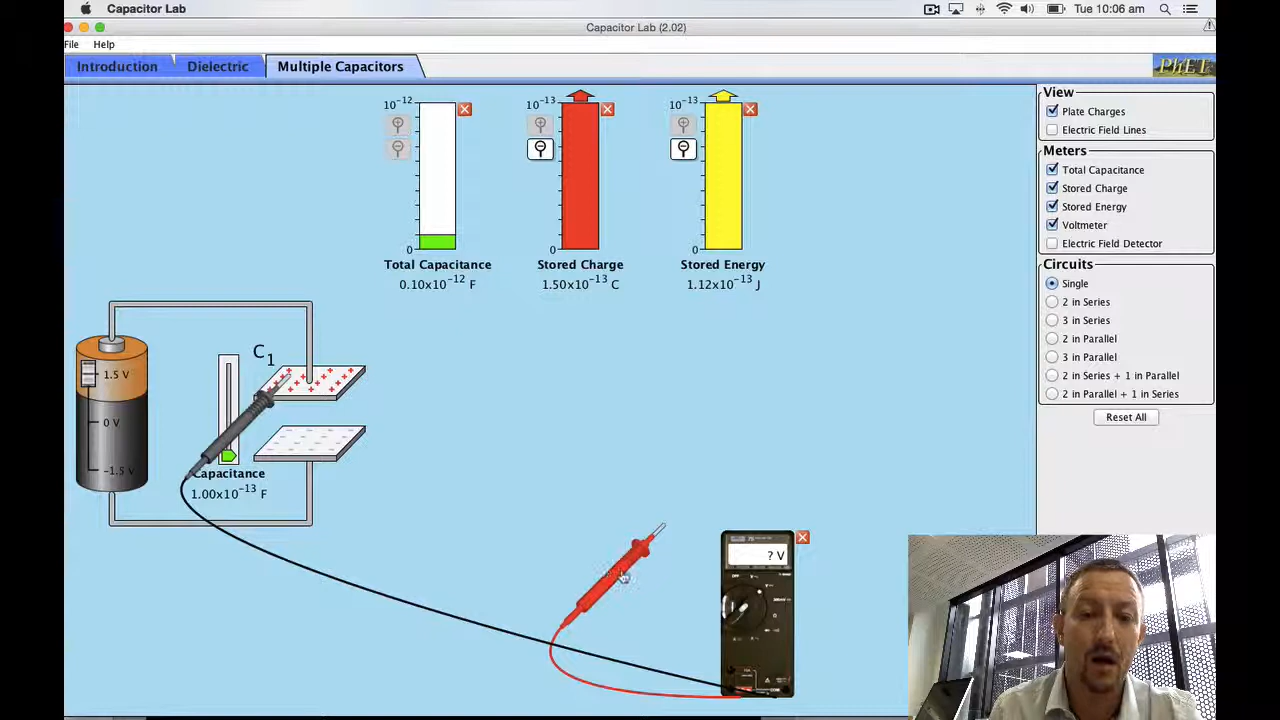 Capacitor Lab
Tue 10:06 am
Capacitor Lab (2.02)
File Help
Introduction
Dielectric
Multiple Capacitors
PhET
10-12
0
Total Capacitance
0.10x10-12 F
10-13
0
Stored Charge
1.50x10-13 C
10-13
0
Stored Energy
1.12x10-13 J
View
Plate Charges
Electric Field Lines
Meters
Total Capacitance
Stored Charge
Stored Energy
Voltmeter
Electric Field Detector
Circuits
Single
2 in Series
3 in Series
2 in Parallel
3 in Parallel
2 in Series + 1 in Parallel
2 in Parallel + 1 in Series
Reset All
C1
1.5 V
0 V
-1.5 V
Capacitance
1.00x10-13 F
? V